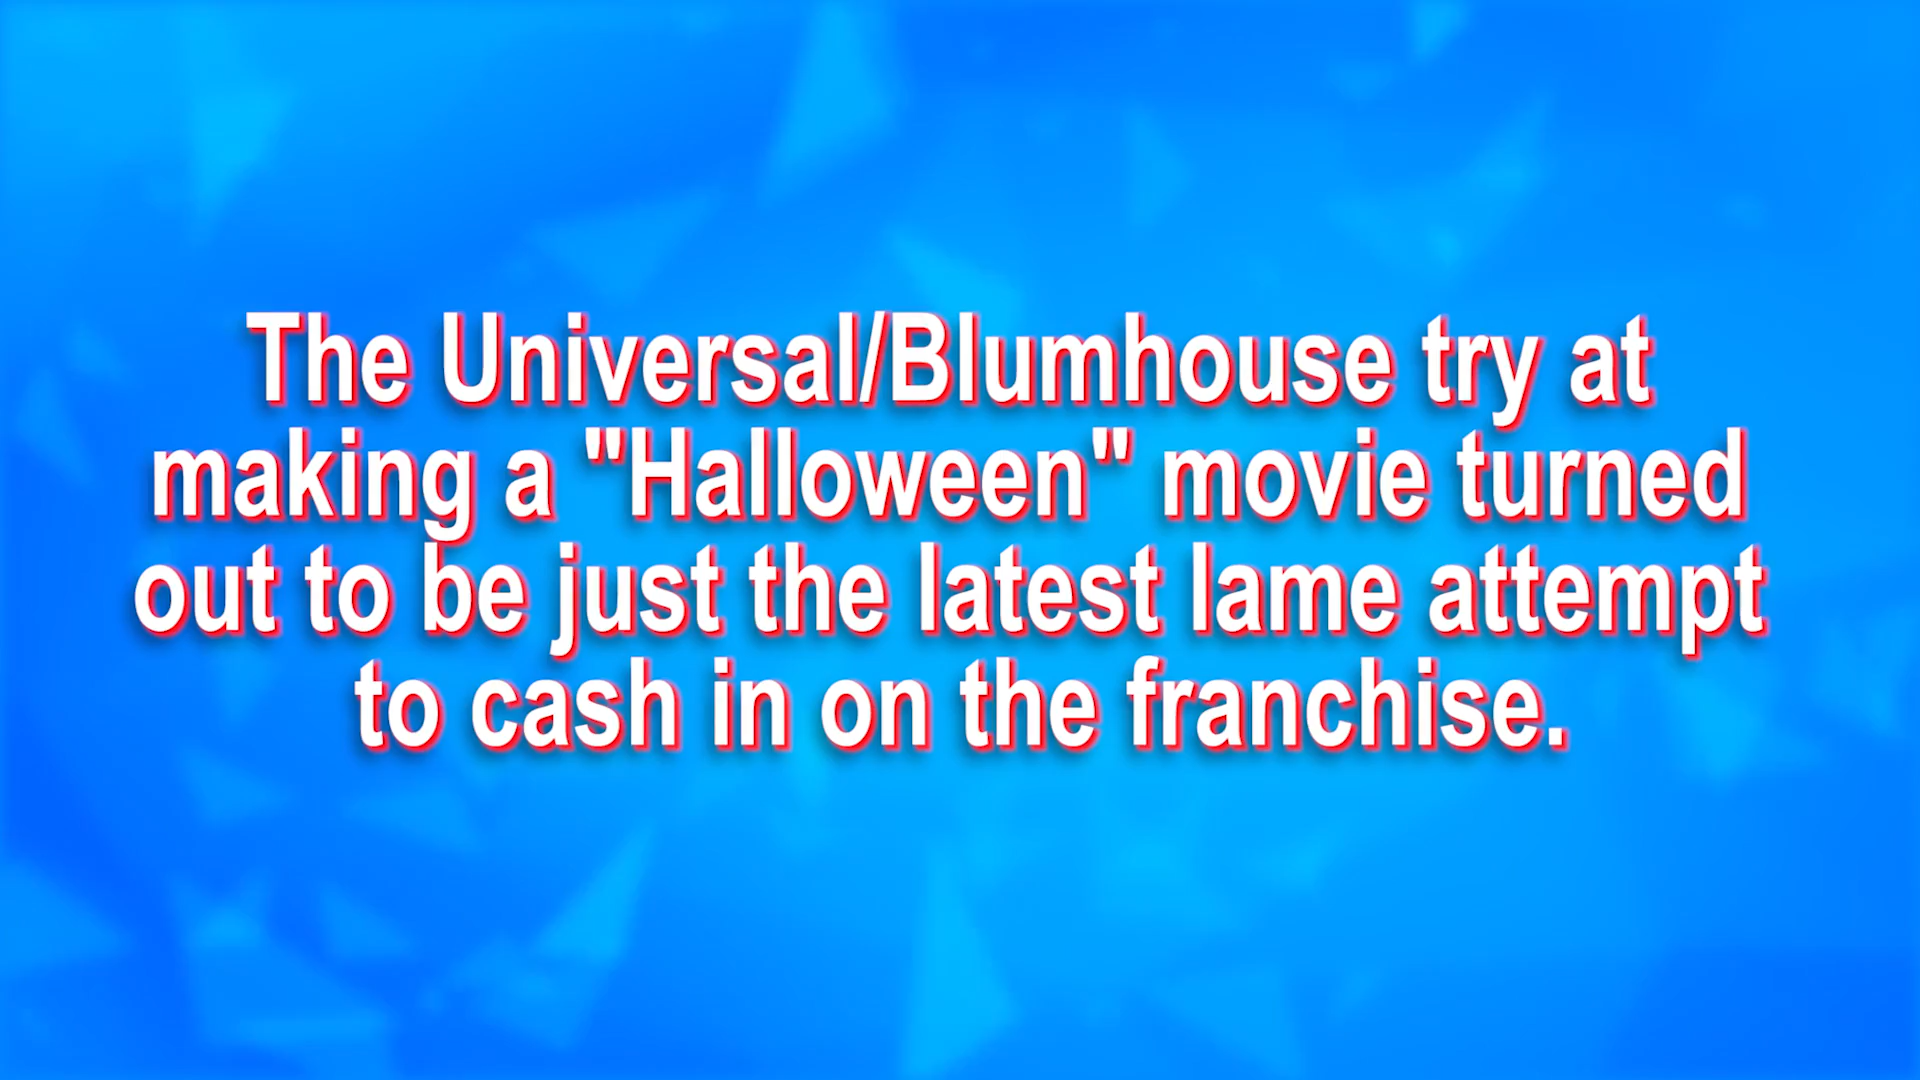 The Universal/Blumhouse try at
making a "Halloween" movie turned
out to be just the latest lame attempt
to cash in on the franchise.